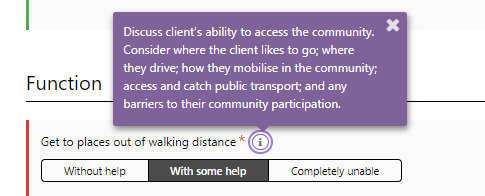 Discuss client's ability to access the community.
Consider where the client likes to go; where
they drive; how they mobilise in the community;
access and catch public transport; and any
barriers to their community participation.
Function
Get to places out of walking distance *
Without help With some help Completely unable